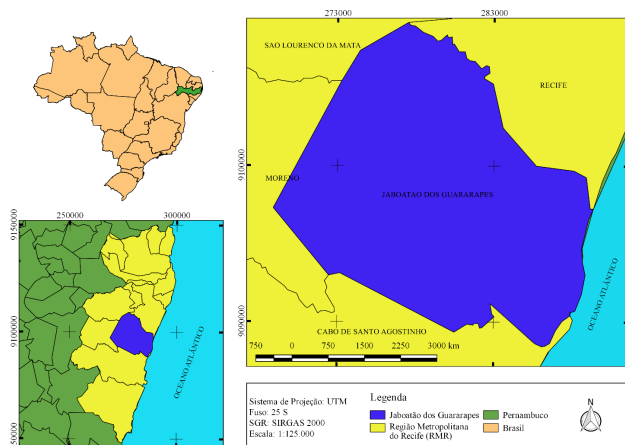 273000
283000
SAO LOURENCO DA MATA
RECIFE
9100000
MORENO
JABOATAO DOS GUARARAPES
OCEANO ATLÂNTICO
9090000
CABO DE SANTO AGOSTINHO
750 0 750 1500 2250 3000 km
250000
300000
9150000
9100000
9050000
OCEANO ATLÂNTICO
Sistema de Projeção: UTM
Fuso: 25 S
SGR: SIRGAS 2000
Escala: 1:125.000
Legenda
Jaboatão dos Guararapes
Região Metropolitana
do Recife (RMR)
Pernambuco
Brasil
N